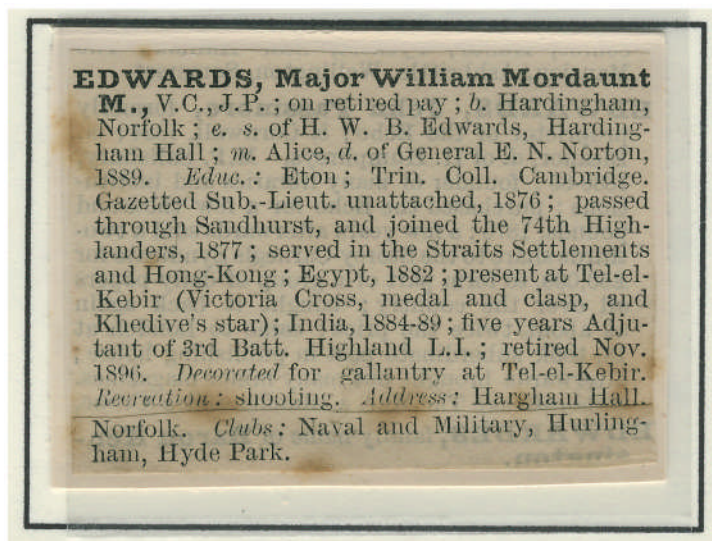 EDWARDS, Major William Mordaunt
M., V.C., J.P. ; on retired pay ; b. Hardingham,
Norfolk ; e. s. of H. W. B. Edwards, Harding-
ham Hall ; m. Alice, d. of General E. N. Norton,
1889. Educ. : Eton ; Trin. Coll. Cambridge.
Gazetted Sub.-Lieut. unattached, 1876 ; passed
through Sandhurst, and joined the 74th High-
landers, 1877 ; served in the Straits Settlements
and Hong-Kong ; Egypt, 1882 ; present at Tel-el-
Kebir (Victoria Cross, medal and clasp, and
Khedive's star) ; India, 1884-89 ; five years Adju-
tant of 3rd Batt. Highland L.I. ; retired Nov.
1896. Decorated for gallantry at Tel-el-Kebir.
Recreation : shooting. Address : Hargham Hall.
Norfolk. Clubs : Naval and Military, Hurling-
ham, Hyde Park.